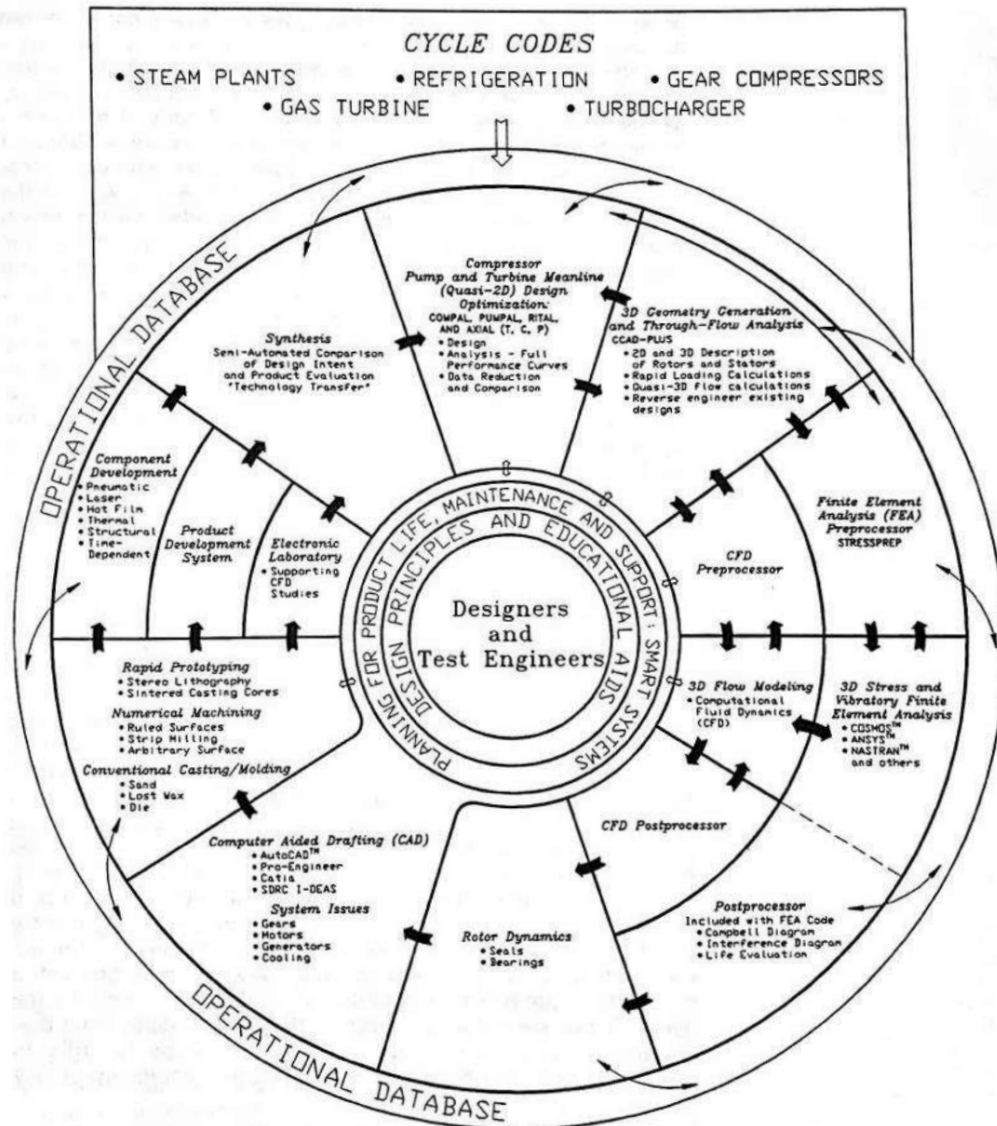 CYCLE CODES
• STEAM PLANTS • REFRIGERATION • GEAR COMPRESSORS
• GAS TURBINE • TURBOCHARGER
OPERATIONAL DATABASE
Compressor
Pump and Turbine Meanline
(Quasi-2D) Design
Optimization:
COMPAL, PUMPAL, RITAL,
AND AXIAL (T, C, P)
• Design
• Analysis - Full
Performance Curves
• Data Reduction
and Comparison
3D Geometry Generation
and Through-Flow Analysis
CCAD-PLUS
• 2D and 3D Description
of Rotors and Stators
• Rapid Loading Calculations
• Quasi-3D Flow calculations
• Reverse engineer existing
designs
Synthesis
Semi-Automated Comparison
of Design Intent
and Product Evaluation
"Technology Transfer"
Component
Development
• Pneumatic
• Laser
• Hot Film
• Thermal
• Structural
• Time-
Dependent
Product
Development
System
Electronic
Laboratory
• Supporting
CFD
Studies
PLANNING FOR PRODUCT LIFE, MAINTENANCE AND SUPPORT: SMART SYSTEMS
DESIGN PRINCIPLES AND EDUCATIONAL AIDS
Designers
and
Test Engineers
CFD
Preprocessor
Finite Element
Analysis (FEA)
Preprocessor
STRESSPREP
Rapid Prototyping
• Stereo Lithography
• Sintered Casting Cores
Numerical Machining
• Ruled Surfaces
• Strip Milling
• Arbitrary Surface
Conventional Casting/Molding
• Sand
• Lost Wax
• Die
3D Flow Modeling
• Computational
Fluid Dynamics
(CFD)
3D Stress and
Vibratory Finite
Element Analysis
• COSMOS™
• ANSYS™
• NASTRAN™
and others
Computer Aided Drafting (CAD)
• AutoCAD™
• Pro-Engineer
• Catia
• SDRC I-DEAS
System Issues
• Gears
• Motors
• Generators
• Cooling
Rotor Dynamics
• Seals
• Bearings
CFD Postprocessor
Postprocessor
Included with FEA Code
• Campbell Diagram
• Interference Diagram
• Life Evaluation
OPERATIONAL DATABASE